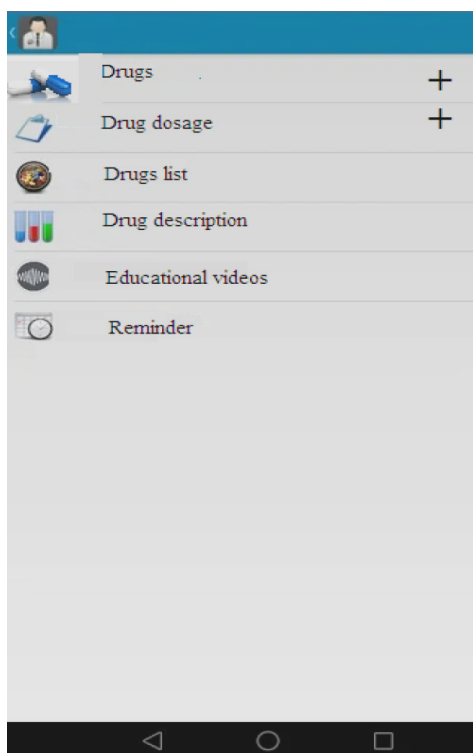 Drugs
Drug dosage
Drugs list
Drug description
Educational videos
Reminder